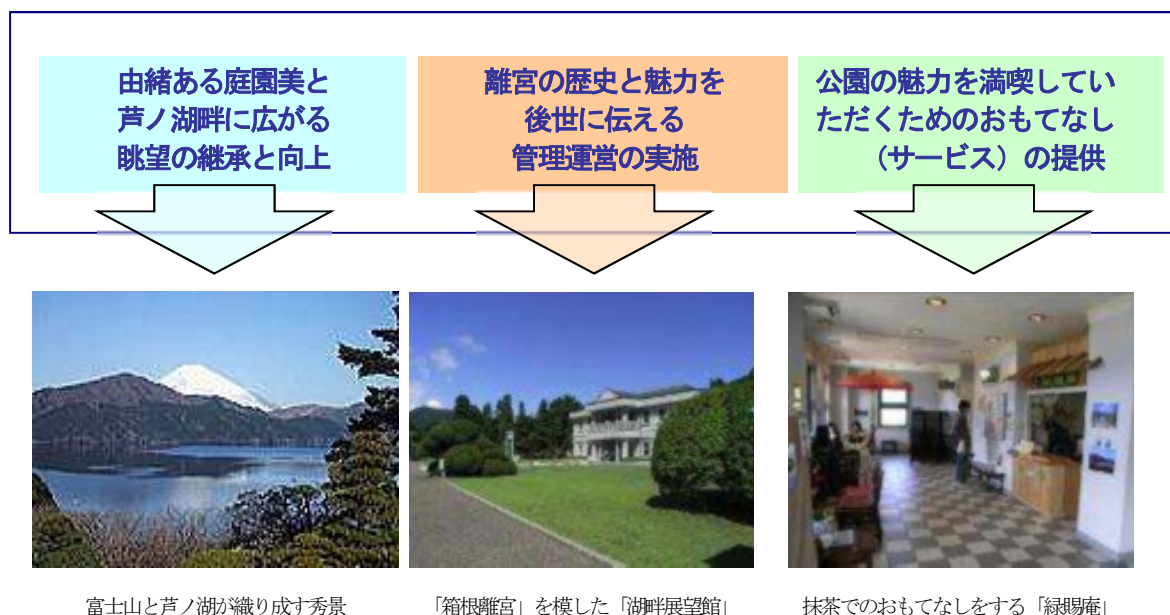 由緒ある庭園美と
芦ノ湖畔に広がる
眺望の継承と向上
離宮の歴史と魅力を
後世に伝える
管理運営の実施
公園の魅力を満喫してい
ただくためのおもてなし
（サービス）の提供
富士山と芦ノ湖が織り成す秀景
「箱根離宮」を模した「湖畔展望館」
抹茶でのおもてなしをする「緑賜庵」